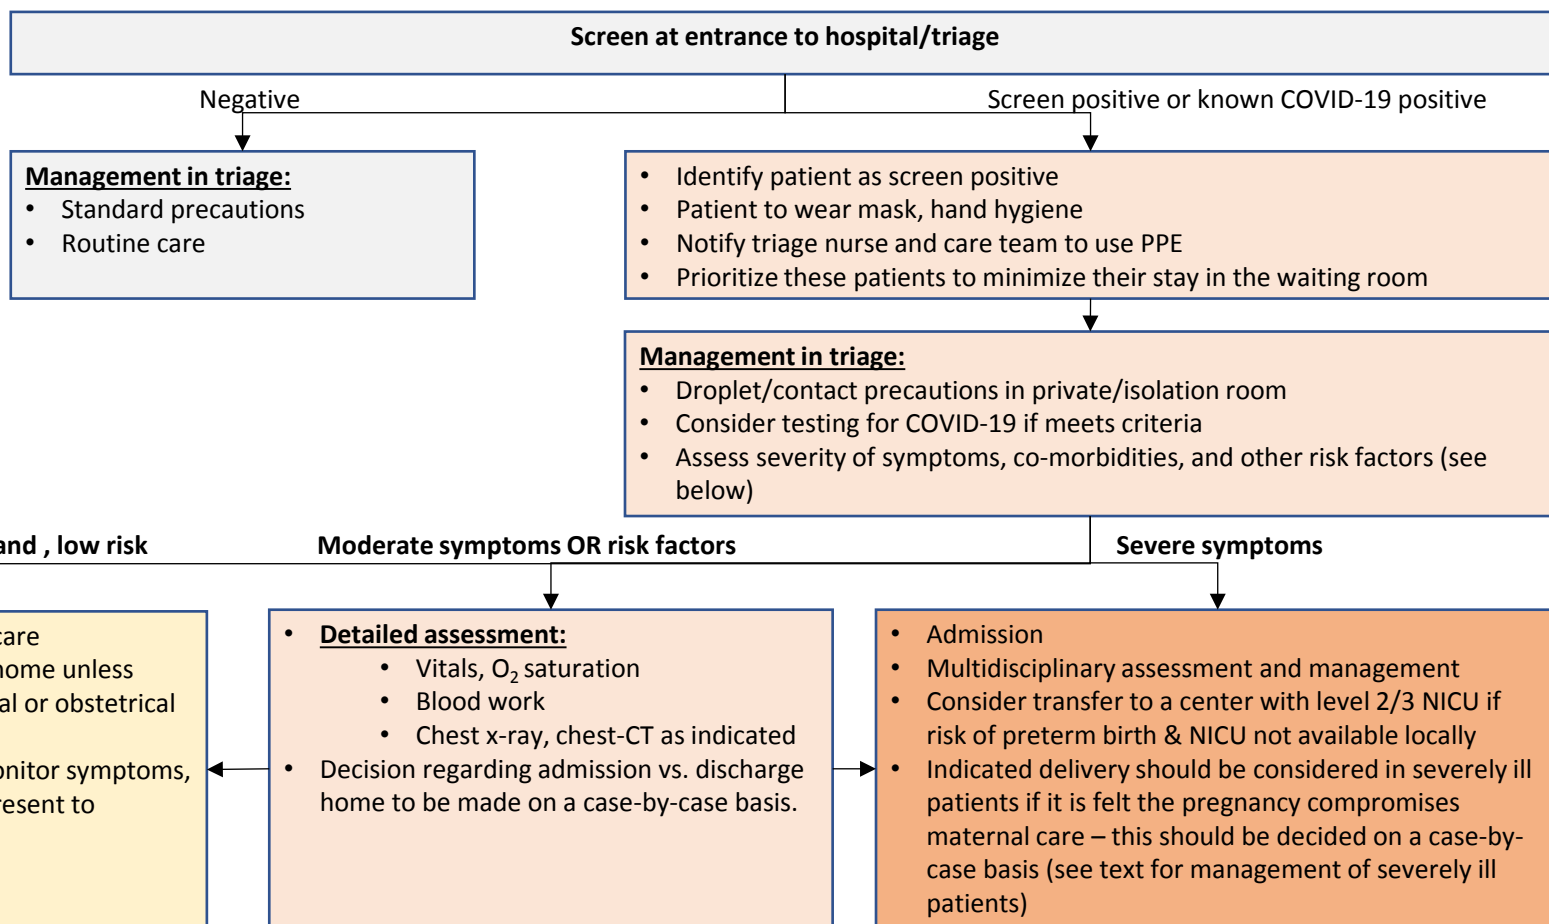 Screen at entrance to hospital/triage
Negative
Screen positive or known COVID-19 positive
Management in triage:
• Standard precautions
• Routine care
• Identify patient as screen positive
• Patient to wear mask, hand hygiene
• Notify triage nurse and care team to use PPE
• Prioritize these patients to minimize their stay in the waiting room
Management in triage:
• Droplet/contact precautions in private/isolation room
• Consider testing for COVID-19 if meets criteria
• Assess severity of symptoms, co-morbidities, and other risk factors (see
below)
and , low risk
Moderate symptoms OR risk factors
Severe symptoms
care
home unless
al or obstetrical
onitor symptoms,
resent to
• Detailed assessment:
• Vitals, O₂ saturation
• Blood work
• Chest x-ray, chest-CT as indicated
• Decision regarding admission vs. discharge
home to be made on a case-by-case basis.
• Admission
• Multidisciplinary assessment and management
• Consider transfer to a center with level 2/3 NICU if
risk of preterm birth & NICU not available locally
• Indicated delivery should be considered in severely ill
patients if it is felt the pregnancy compromises
maternal care – this should be decided on a case-by-
case basis (see text for management of severely ill
patients)